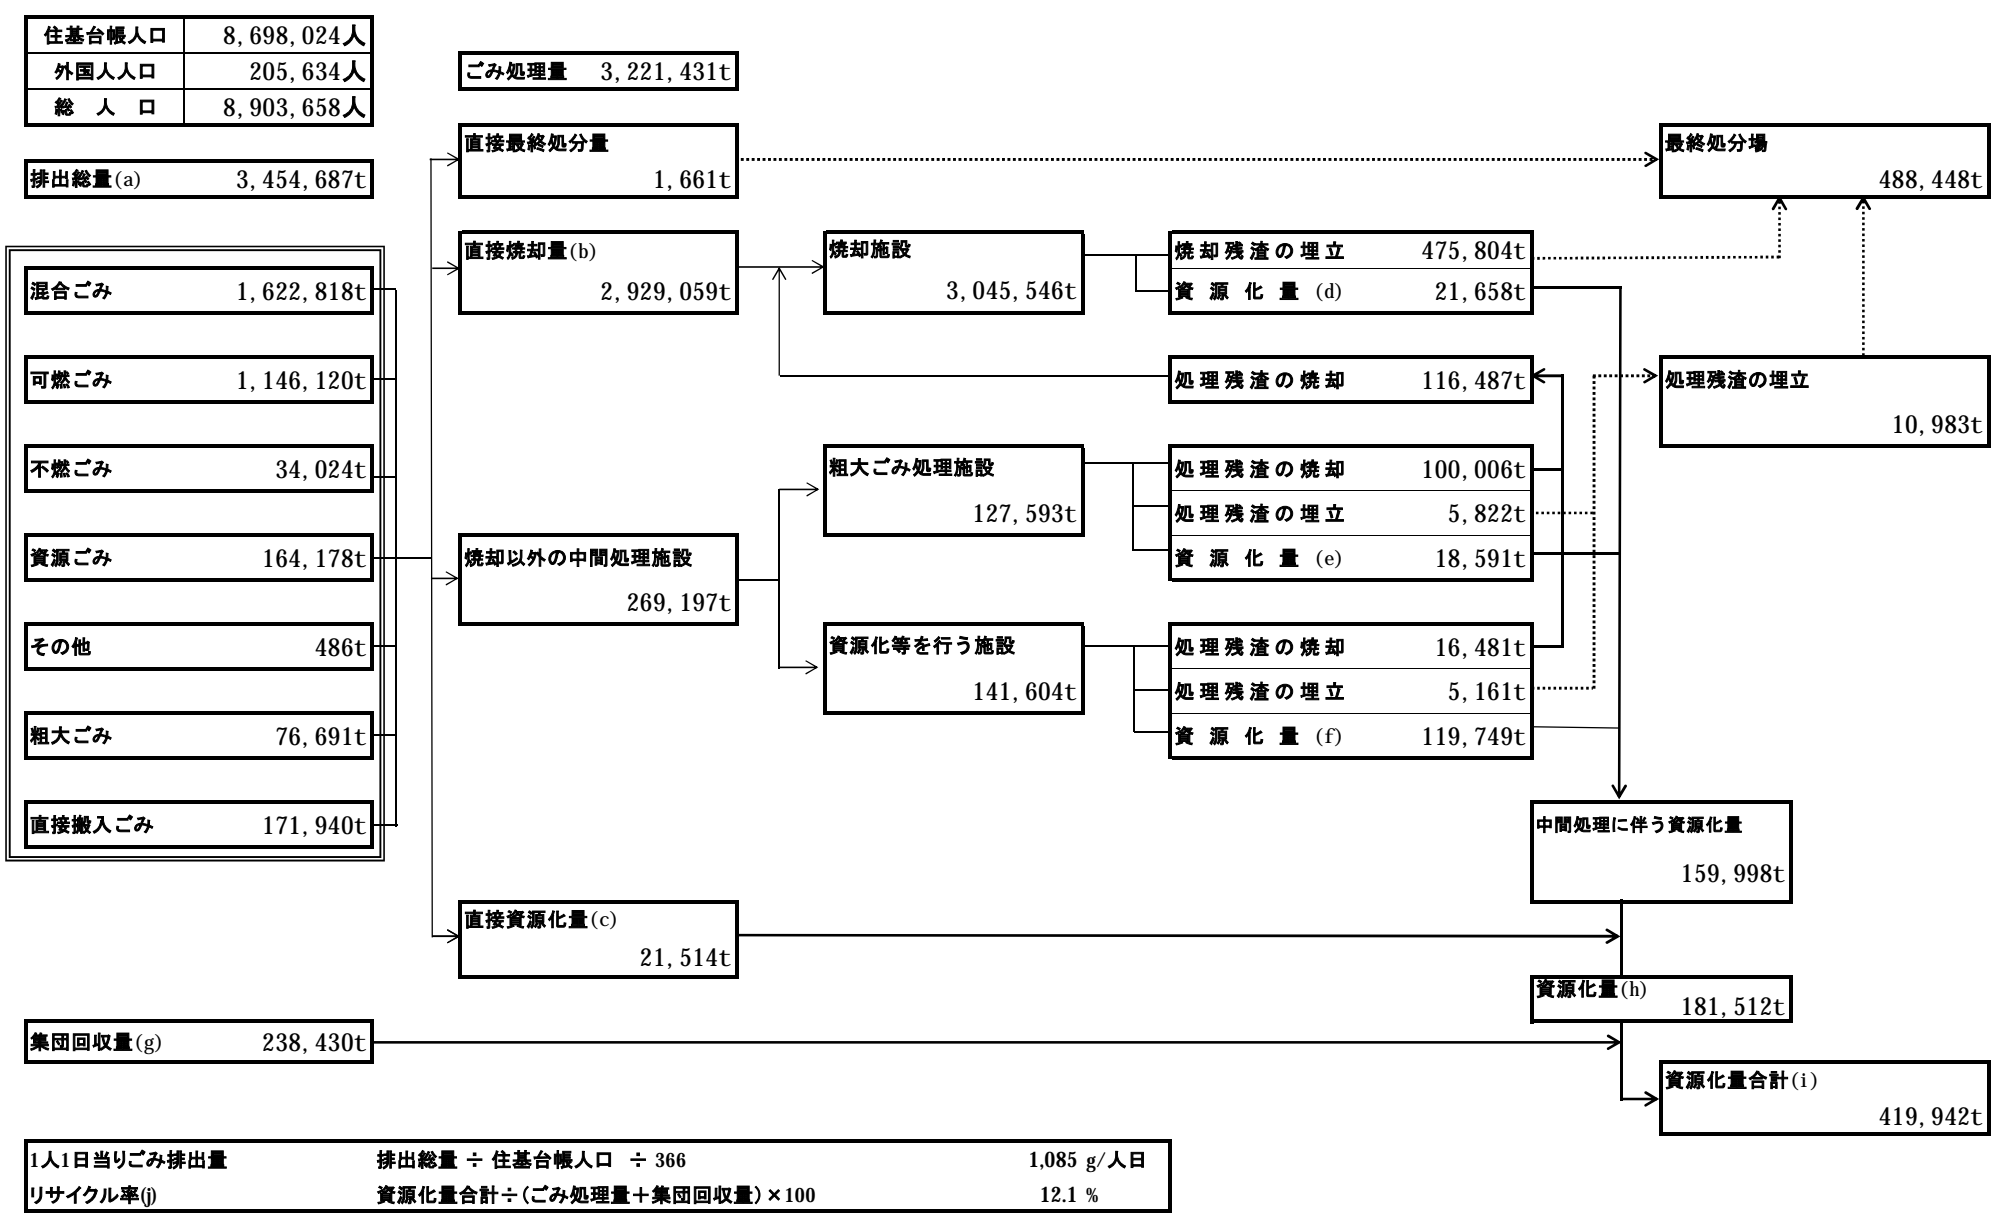 住基台帳人口 8,698,024人
外国人人口 205,634人
総 人 口 8,903,658人
排出総量(a) 3,454,687t
混合ごみ 1,622,818t
可燃ごみ 1,146,120t
不燃ごみ 34,024t
資源ごみ 164,178t
その他 486t
粗大ごみ 76,691t
直接搬入ごみ 171,940t
集団回収量(g) 238,430t
ごみ処理量 3,221,431t
直接最終処分量
1,661t
直接焼却量(b)
2,929,059t
焼却以外の中間処理施設
269,197t
直接資源化量(c)
21,514t
焼却施設
3,045,546t
粗大ごみ処理施設
127,593t
資源化等を行う施設
141,604t
焼却残渣の埋立 475,804t
資 源 化 量 (d) 21,658t
処理残渣の焼却 116,487t
処理残渣の焼却 100,006t
処理残渣の埋立 5,822t
資 源 化 量 (e) 18,591t
処理残渣の焼却 16,481t
処理残渣の埋立 5,161t
資 源 化 量 (f) 119,749t
最終処分場
488,448t
処理残渣の埋立
10,983t
中間処理に伴う資源化量
159,998t
資源化量(h)
181,512t
資源化量合計(i)
419,942t
1人1日当りごみ排出量 排出総量 ÷ 住基台帳人口 ÷ 366 1,085 g/人日
リサイクル率(j) 資源化量合計÷(ごみ処理量＋集団回収量)×100 12.1 %